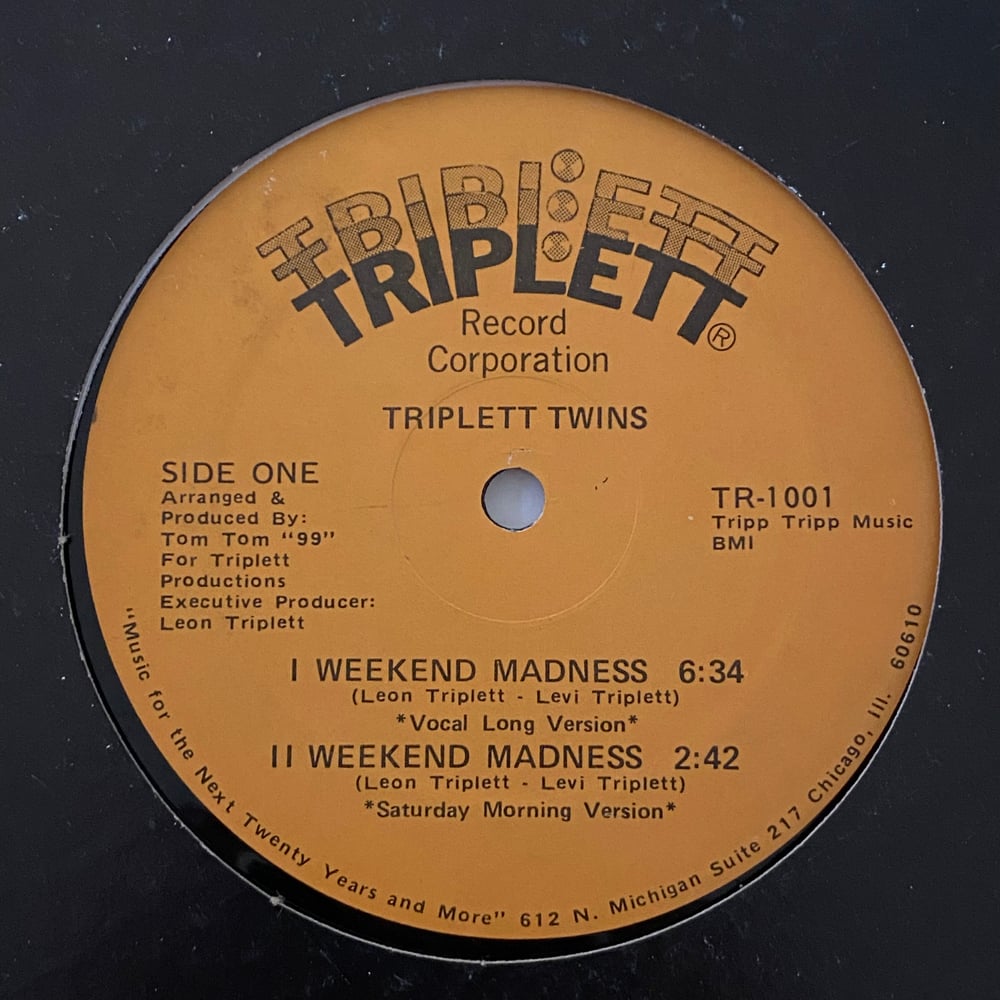 TRIPLETT®
Record
Corporation
TRIPLETT TWINS
SIDE ONE
Arranged &
Produced By:
Tom Tom “99”
For Triplett
Productions
Executive Producer:
Leon Triplett
TR-1001
Tripp Tripp Music
BMI
I WEEKEND MADNESS 6:34
(Leon Triplett - Levi Triplett)
*Vocal Long Version*
II WEEKEND MADNESS 2:42
(Leon Triplett - Levi Triplett)
*Saturday Morning Version*
"Music for the Next Twenty Years and More" 612 N. Michigan Suite 217 Chicago, Ill. 60610